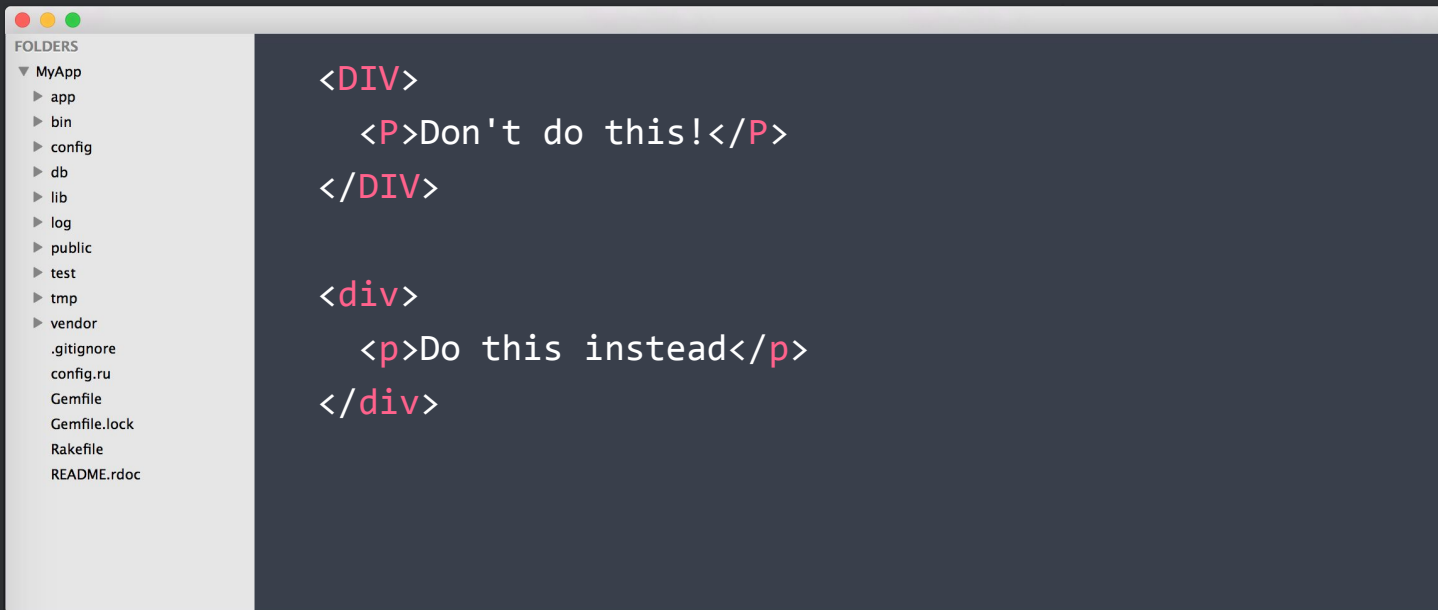 FOLDERS
MyApp
app
bin
config
db
lib
log
public
test
tmp
vendor
.gitignore
config.ru
Gemfile
Gemfile.lock
Rakefile
README.rdoc
<DIV>
  <P>Don't do this!</P>
</DIV>
<div>
  <p>Do this instead</p>
</div>